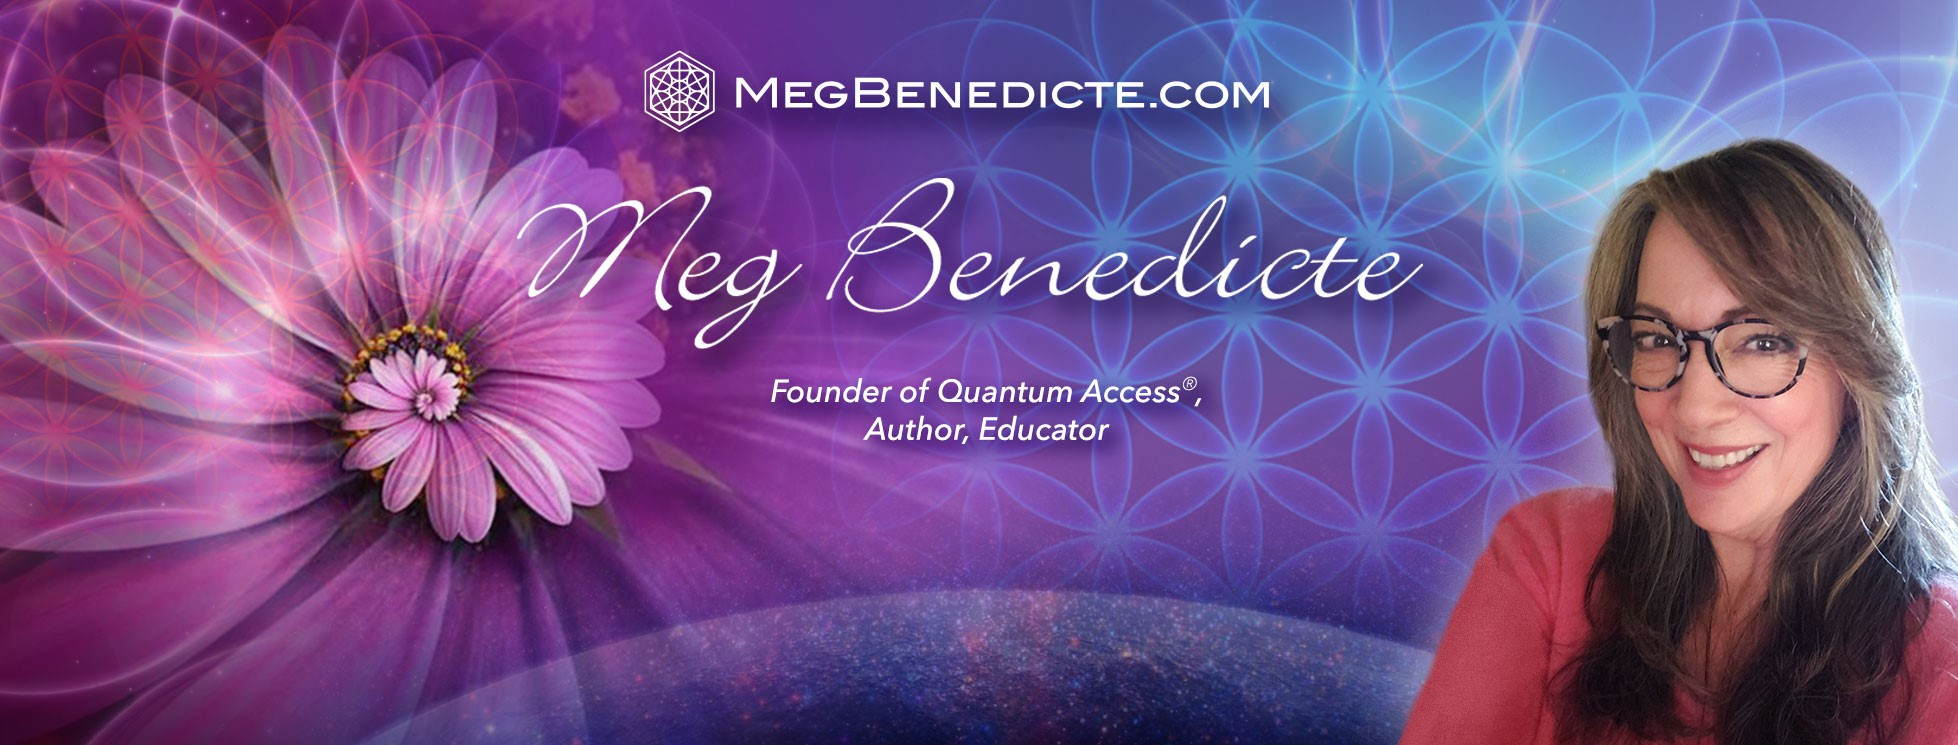 MEGBENEDICTE.COM
Meg Benedicte
Founder of Quantum Access®,
Author, Educator